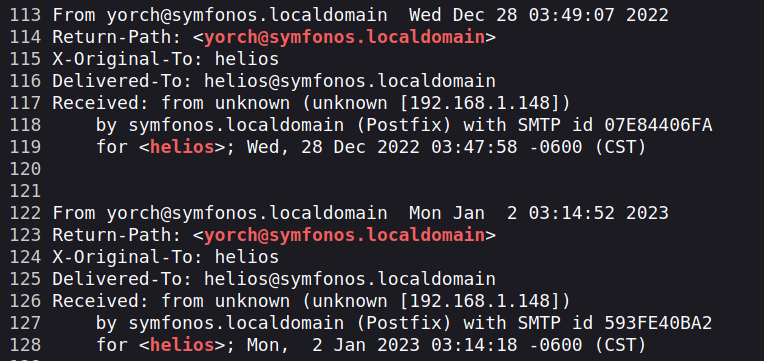 113 From yorch@symfonos.localdomain  Wed Dec 28 03:49:07 2022
114 Return-Path: <yorch@symfonos.localdomain>
115 X-Original-To: helios
116 Delivered-To: helios@symfonos.localdomain
117 Received: from unknown (unknown [192.168.1.148])
118     by symfonos.localdomain (Postfix) with SMTP id 07E84406FA
119     for <helios>; Wed, 28 Dec 2022 03:47:58 -0600 (CST)
120
121
122 From yorch@symfonos.localdomain  Mon Jan  2 03:14:52 2023
123 Return-Path: <yorch@symfonos.localdomain>
124 X-Original-To: helios
125 Delivered-To: helios@symfonos.localdomain
126 Received: from unknown (unknown [192.168.1.148])
127     by symfonos.localdomain (Postfix) with SMTP id 593FE40BA2
128     for <helios>; Mon,  2 Jan 2023 03:14:18 -0600 (CST)